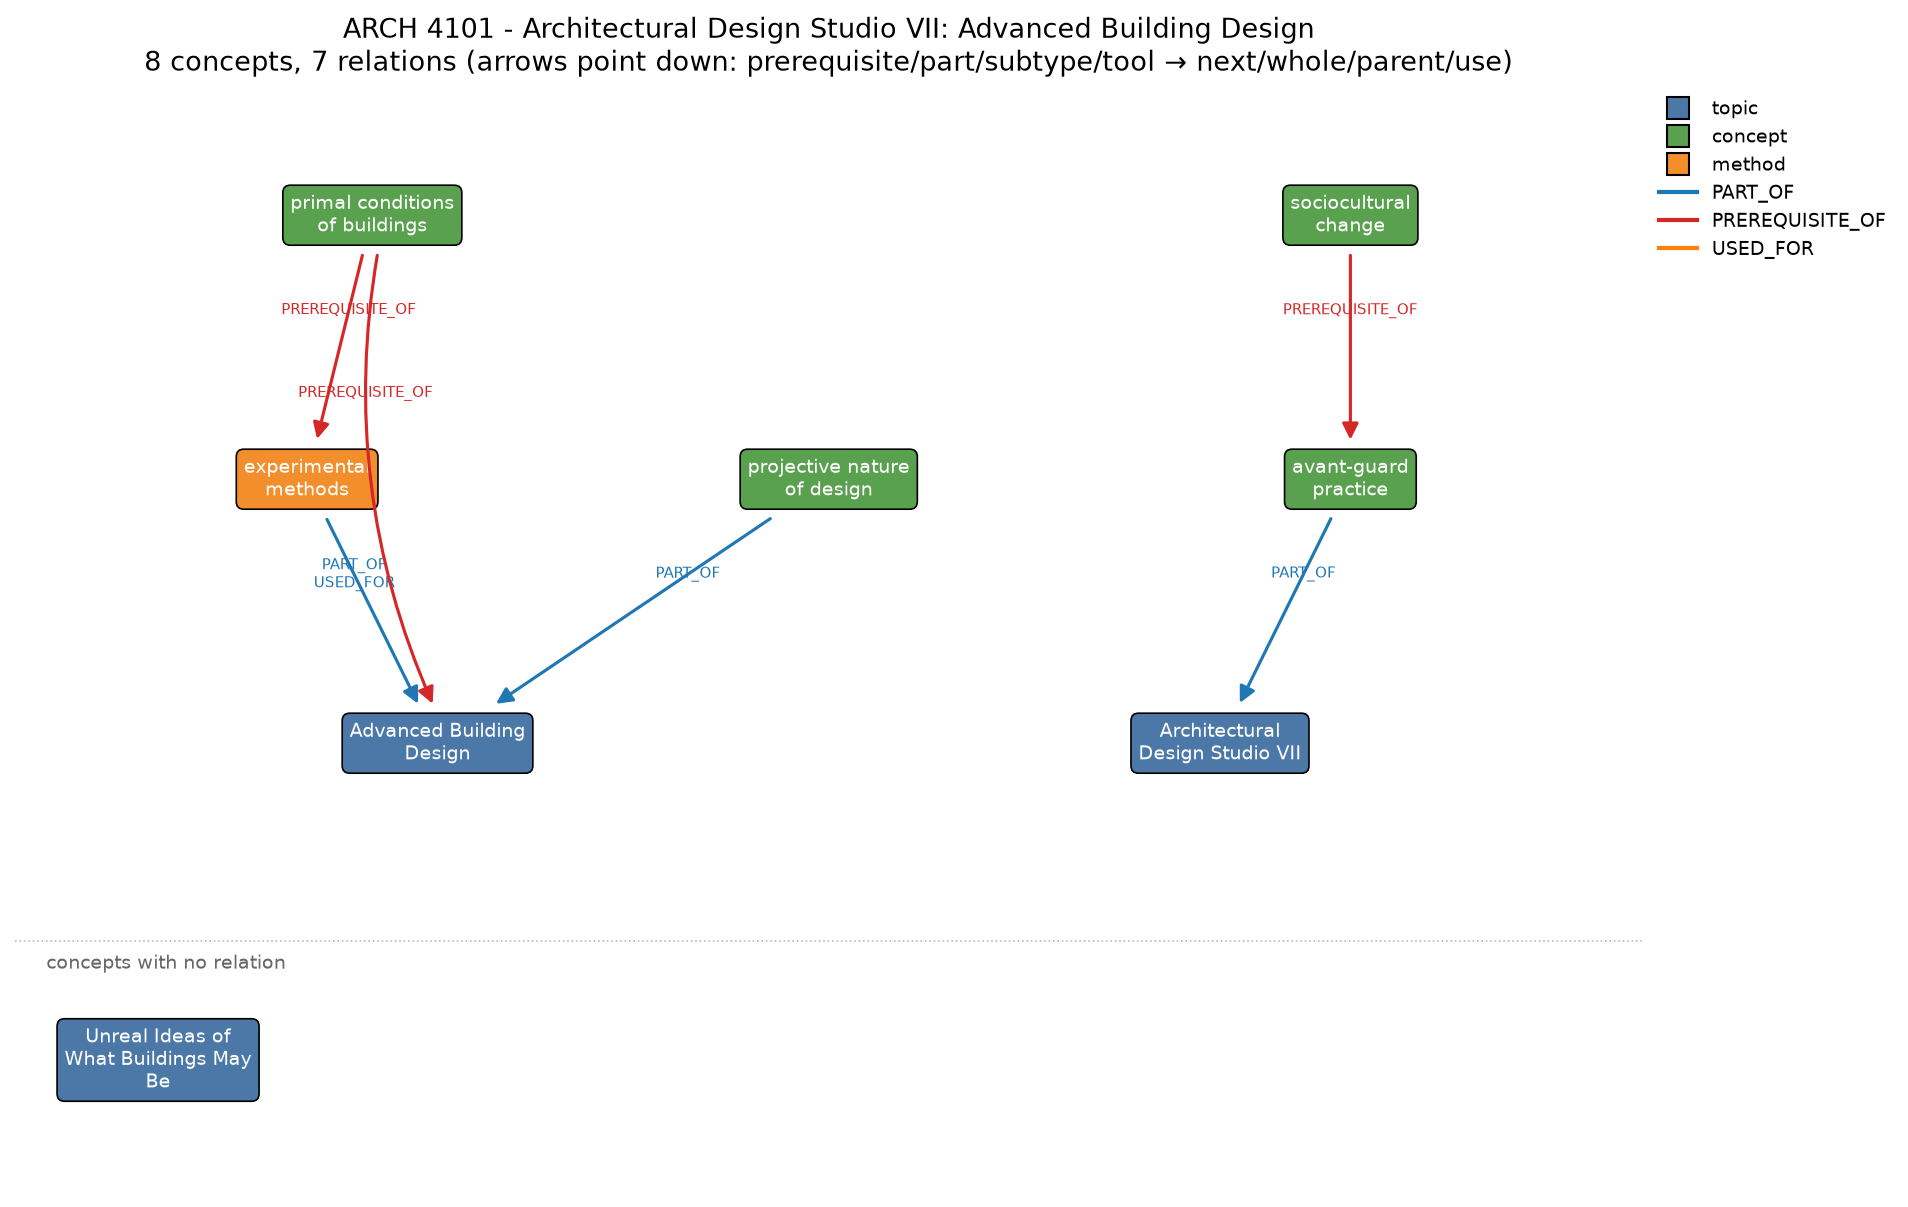 ARCH 4101 - Architectural Design Studio VII: Advanced Building Design
8 concepts, 7 relations (arrows point down: prerequisite/part/subtype/tool → next/whole/parent/use)
topic
concept
method
PART_OF
PREREQUISITE_OF
USED_FOR
primal conditions
of buildings
sociocultural
change
PREREQUISITE_OF
PREREQUISITE_OF
PREREQUISITE_OF
experimental
methods
projective nature
of design
avant-guard
practice
PART_OF
USED_FOR
PART_OF
PART_OF
Advanced Building
Design
Architectural
Design Studio VII
concepts with no relation
Unreal Ideas of
What Buildings May
Be